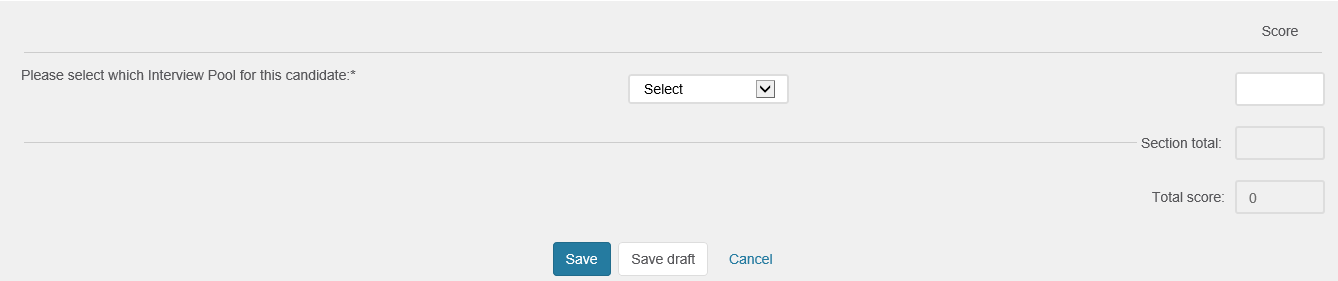 Score
Please select which Interview Pool for this candidate:*
Select
Section total:
Total score: 0
Save Save draft Cancel